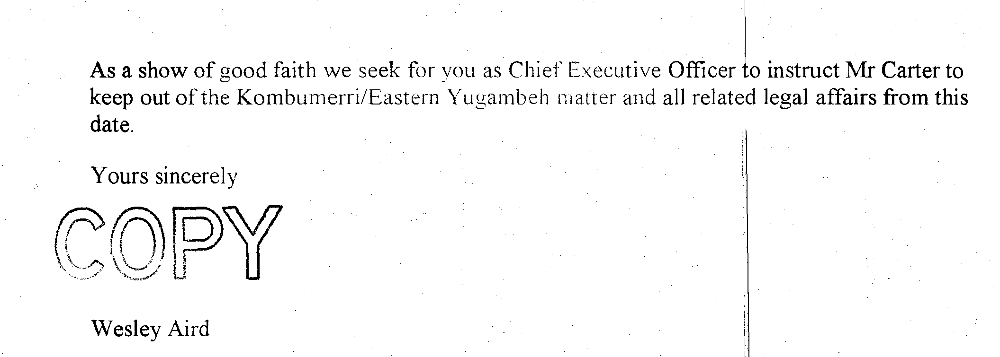 As a show of good faith we seek for you as Chief Executive Officer to instruct Mr Carter to
keep out of the Kombumerri/Eastern Yugambeh matter and all related legal affairs from this
date.
Yours sincerely
COPY
Wesley Aird